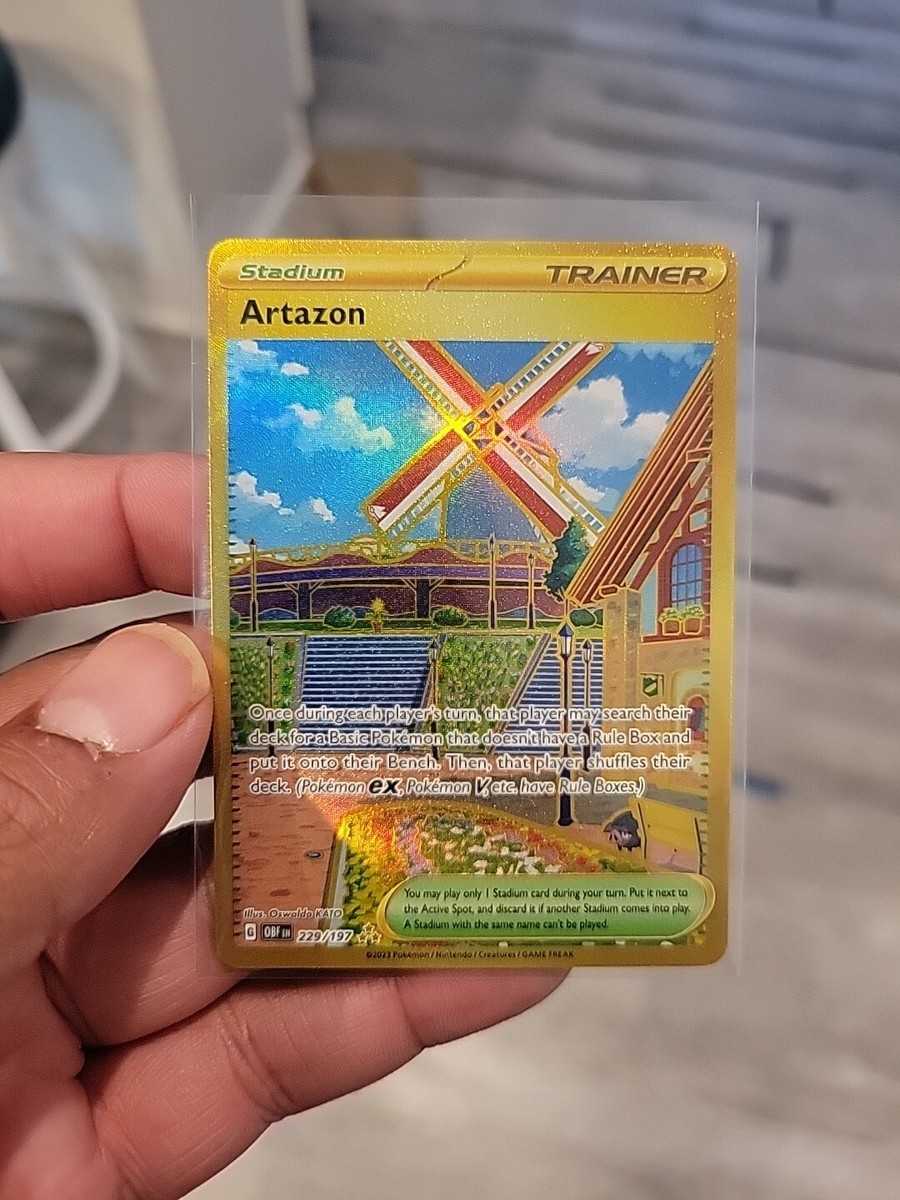 Stadium TRAINER
Artazon
Once during each player's turn, that player may search their
deck for a Basic Pokémon that doesn't have a Rule Box and
put it onto their Bench. Then, that player shuffles their
deck. (Pokémon ex, Pokémon V, etc. have Rule Boxes.)
You may play only 1 Stadium card during your turn. Put it next to
the Active Spot, and discard it if another Stadium comes into play.
A Stadium with the same name can't be played.
Illus. Oswaldo KATO
G OBF EN 229/197
©2023 Pokémon / Nintendo / Creatures / GAME FREAK